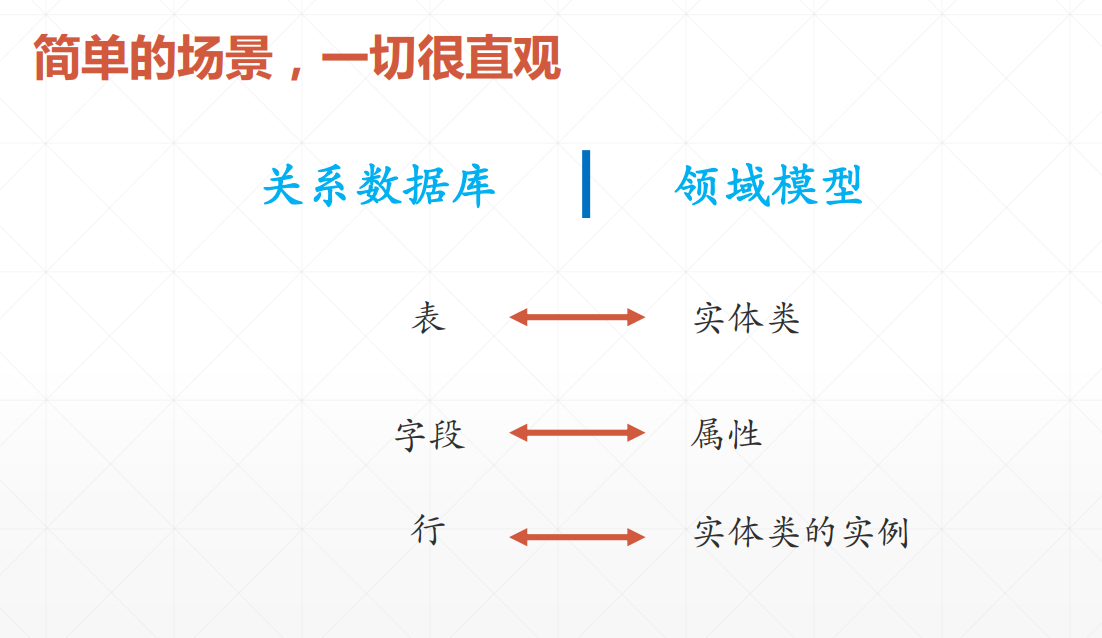 简单的场景，一切很直观
关系数据库 领域模型
表 实体类
字段 属性
行 实体类的实例